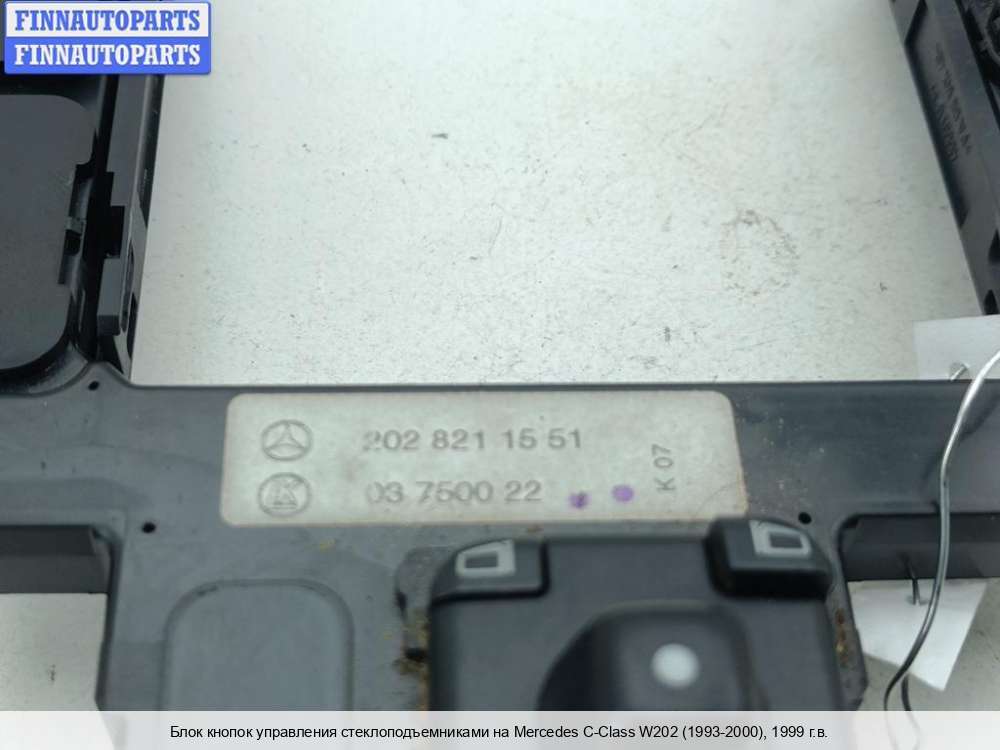 FINNAUTOPARTS
FINNAUTOPARTS
202 821 15 51
03 7500 22
K 07
Блок кнопок управления стеклоподъемниками на Mercedes C-Class W202 (1993-2000), 1999 г.в.